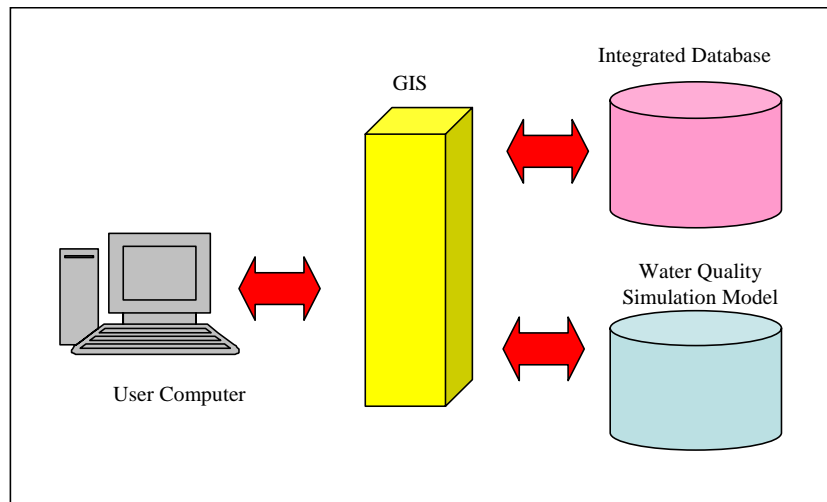 Integrated Database
GIS
Water Quality
Simulation Model
User Computer